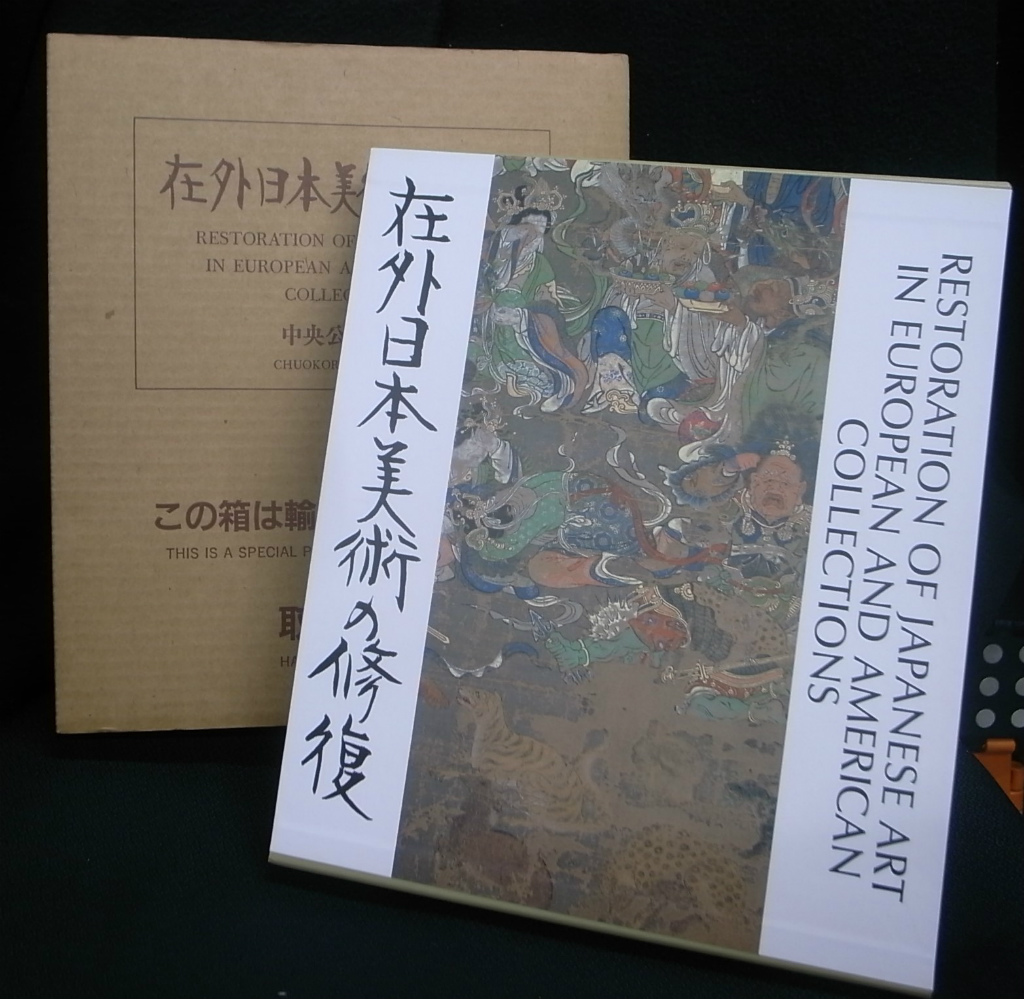 在外日本美
RESTORATION OF
IN EUROPEAN A
COLLEC
中央公
CHUOKOR
この箱は輸
THIS IS A SPECIAL P
取
HA
在外日本美術の修復
RESTORATION OF JAPANESE ART
IN EUROPEAN AND AMERICAN
COLLECTIONS